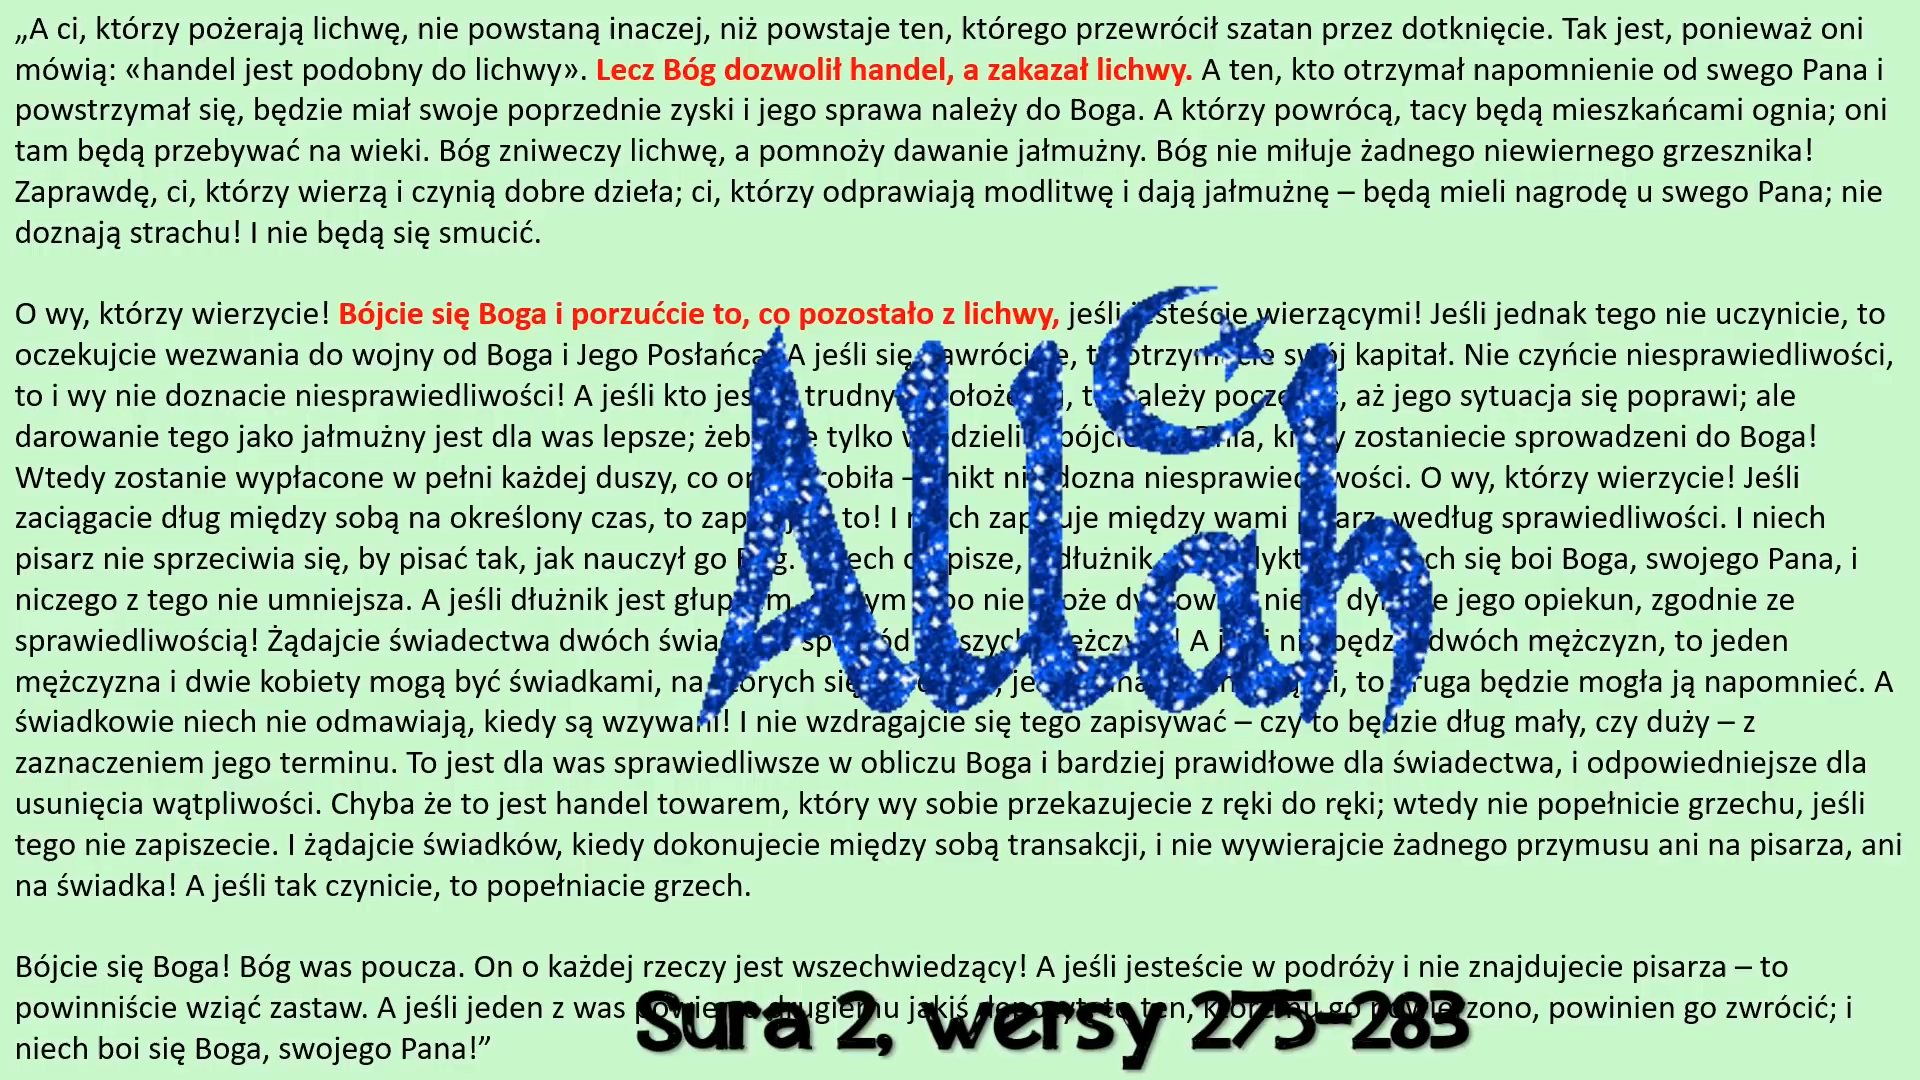 „A ci, którzy pożerają lichwę, nie powstaną inaczej, niż powstaje ten, którego przewrócił szatan przez dotknięcie. Tak jest, ponieważ oni
mówią: «handel jest podobny do lichwy». Lecz Bóg dozwolił handel, a zakazał lichwy. A ten, kto otrzymał napomnienie od swego Pana i
powstrzymał się, będzie miał swoje poprzednie zyski i jego sprawa należy do Boga. A którzy powrócą, tacy będą mieszkańcami ognia; oni
tam będą przebywać na wieki. Bóg zniweczy lichwę, a pomnoży dawanie jałmużny. Bóg nie miłuje żadnego niewiernego grzesznika!
Zaprawdę, ci, którzy wierzą i czynią dobre dzieła; ci, którzy odprawiają modlitwę i dają jałmużnę – będą mieli nagrodę u swego Pana; nie
doznają strachu! I nie będą się smucić.
O wy, którzy wierzycie! Bójcie się Boga i porzućcie to, co pozostało z lichwy, jeśli jesteście wierzącymi! Jeśli jednak tego nie uczynicie, to
oczekujcie wezwania do wojny od Boga i Jego Posłańca. A jeśli się nawrócicie, to otrzymacie swój kapitał. Nie czyńcie niesprawiedliwości,
to i wy nie doznacie niesprawiedliwości! A jeśli kto jest trudnym położeniu, to należy poczekać, aż jego sytuacja się poprawi; ale
darowanie tego jako jałmużny jest dla was lepsze; żebyście tylko wiedzieli! Dnia, kiedy zostaniecie sprowadzeni do Boga!
Wtedy zostanie wypłacone w pełni każdej duszy, co ona zarobiła – nikt nie dozna niesprawiedliwości. O wy, którzy wierzycie! Jeśli
zaciągacie dług między sobą na określony czas, to zapisujcie to! I niech zapisuje między wami pisarz, według sprawiedliwości. I niech
pisarz nie sprzeciwia się, by pisać tak, jak nauczył go Bóg. Niech on pisze, a dłużnik niech się boi Boga, swojego Pana, i
niczego z tego nie umniejsza. A jeśli dłużnik jest głupcem, albo nie może dyktować, niech dyktuje jego opiekun, zgodnie ze
sprawiedliwością! Żądajcie świadectwa dwóch świadków spośród waszych mężczyzn! A jeśli nie będzie dwóch mężczyzn, to jeden
mężczyzna i dwie kobiety mogą być świadkami, na których się to druga będzie mogła ją napomnieć. A
świadkowie niech nie odmawiają, kiedy są wzywani! I nie wzdragajcie się tego zapisywać – czy to będzie dług mały, czy duży – z
zaznaczeniem jego terminu. To jest dla was sprawiedliwsze w obliczu Boga i bardziej prawidłowe dla świadectwa, i odpowiedniejsze dla
usunięcia wątpliwości. Chyba że to jest handel towarem, który wy sobie przekazujecie z ręki do ręki; wtedy nie popełnicie grzechu, jeśli
tego nie zapiszecie. I żądajcie świadków, kiedy dokonujecie między sobą transakcji, i nie wywierajcie żadnego przymusu ani na pisarza, ani
na świadka! A jeśli tak czynicie, to popełniacie grzech.
Bójcie się Boga! Bóg was poucza. On o każdej rzeczy jest wszechwiedzący! A jeśli jesteście w podróży i nie znajdujecie pisarza – to
powinniście wziąć zastaw. A jeśli jeden z was powierza drugiemu jakiś depozyt, to ten, któremu go powierzono, powinien go zwrócić; i
niech boi się Boga, swojego Pana!”
Allah
Sura 2, wersy 275-283